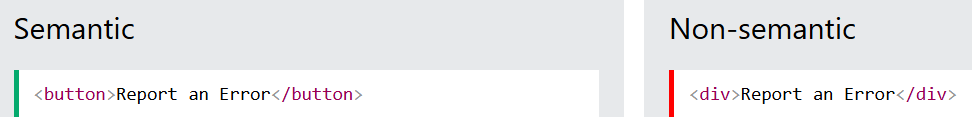 Semantic
<button>Report an Error</button>
Non-semantic
<div>Report an Error</div>